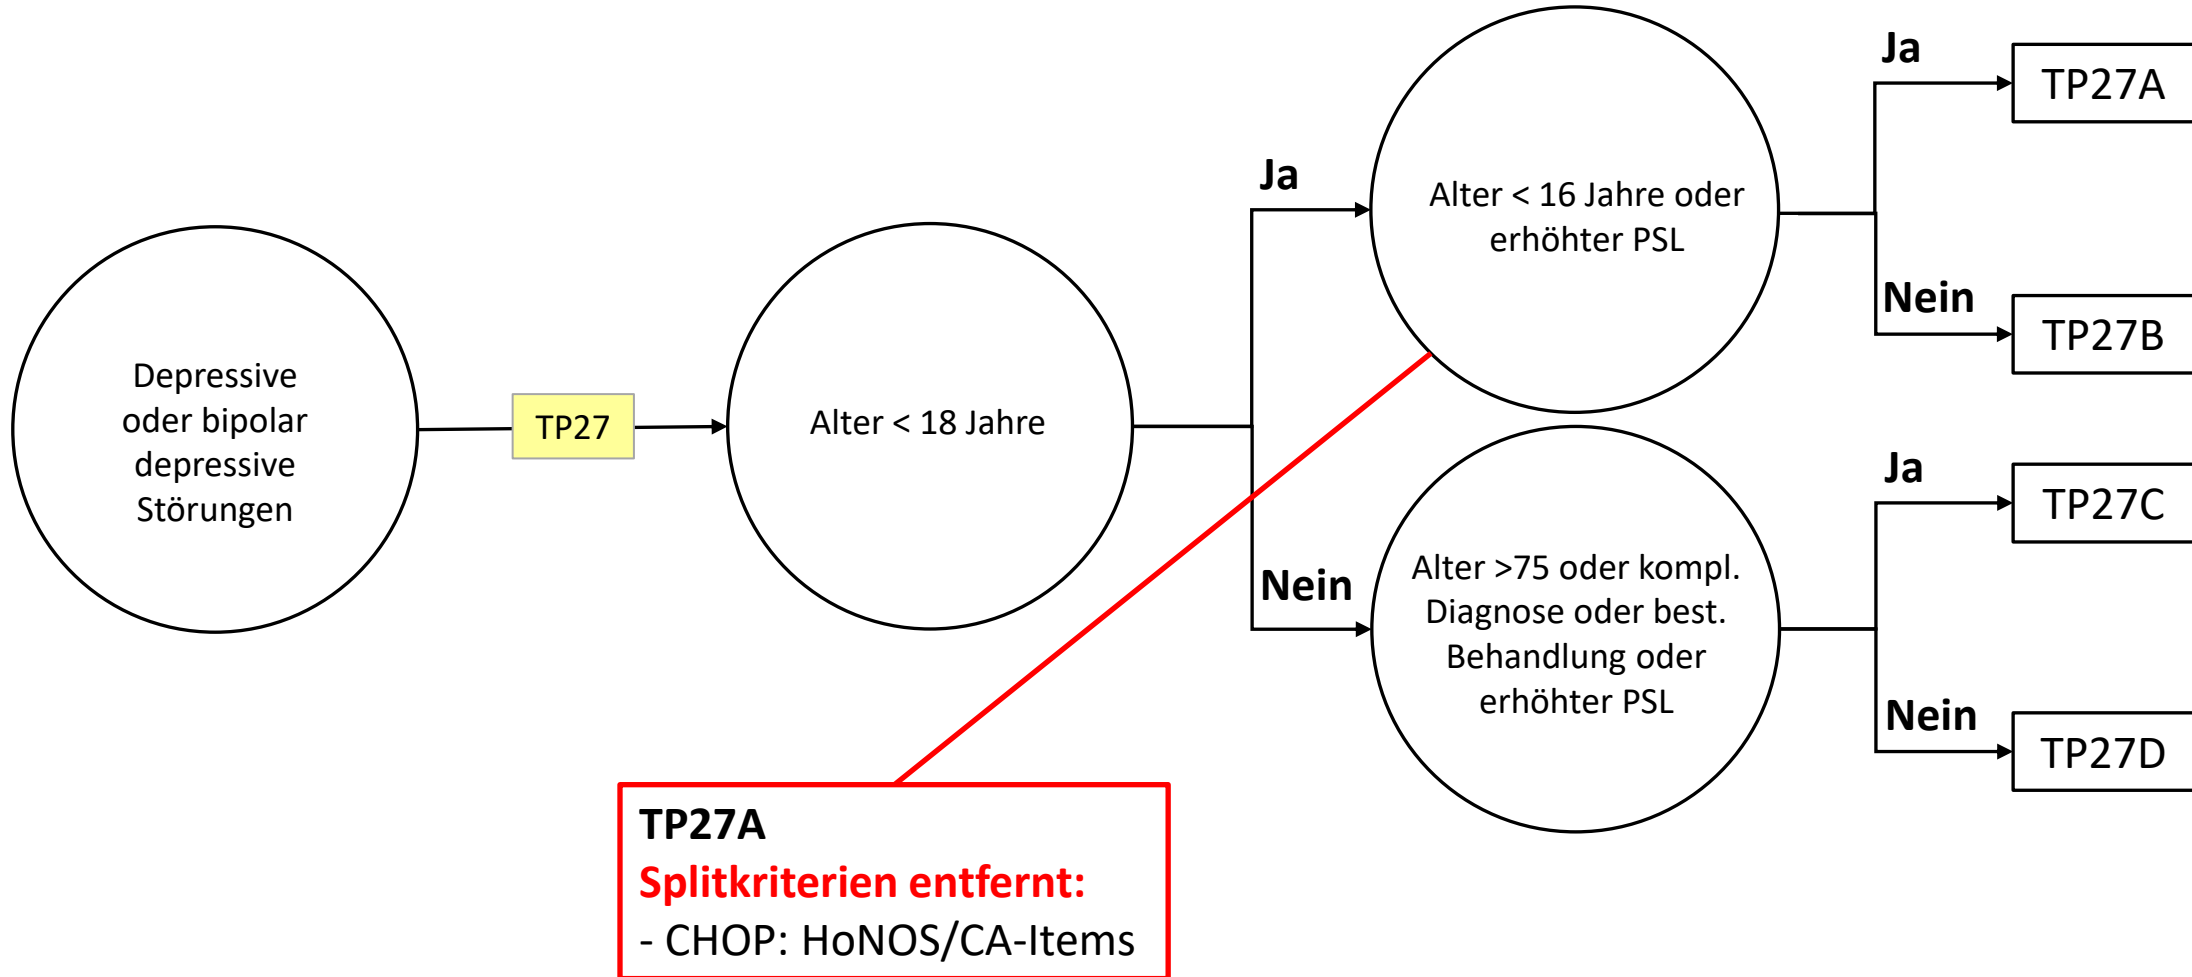 Depressive
oder bipolar
depressive
Störungen
TP27
Alter < 18 Jahre
Ja
Nein
Alter < 16 Jahre oder
erhöhter PSL
Ja
TP27A
Nein
TP27B
Alter >75 oder kompl.
Diagnose oder best.
Behandlung oder
erhöhter PSL
Ja
TP27C
Nein
TP27D
TP27A
Splitkriterien entfernt:
- CHOP: HoNOS/CA-Items